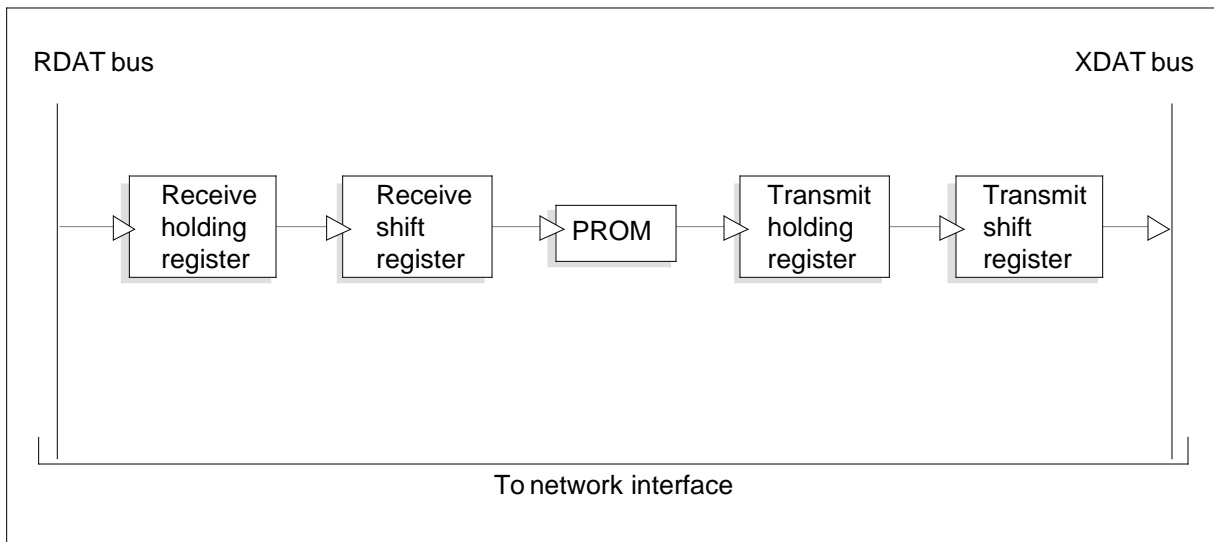 RDAT bus
XDAT bus
Receive
holding
register
Receive
shift
register
PROM
Transmit
holding
register
Transmit
shift
register
To network interface